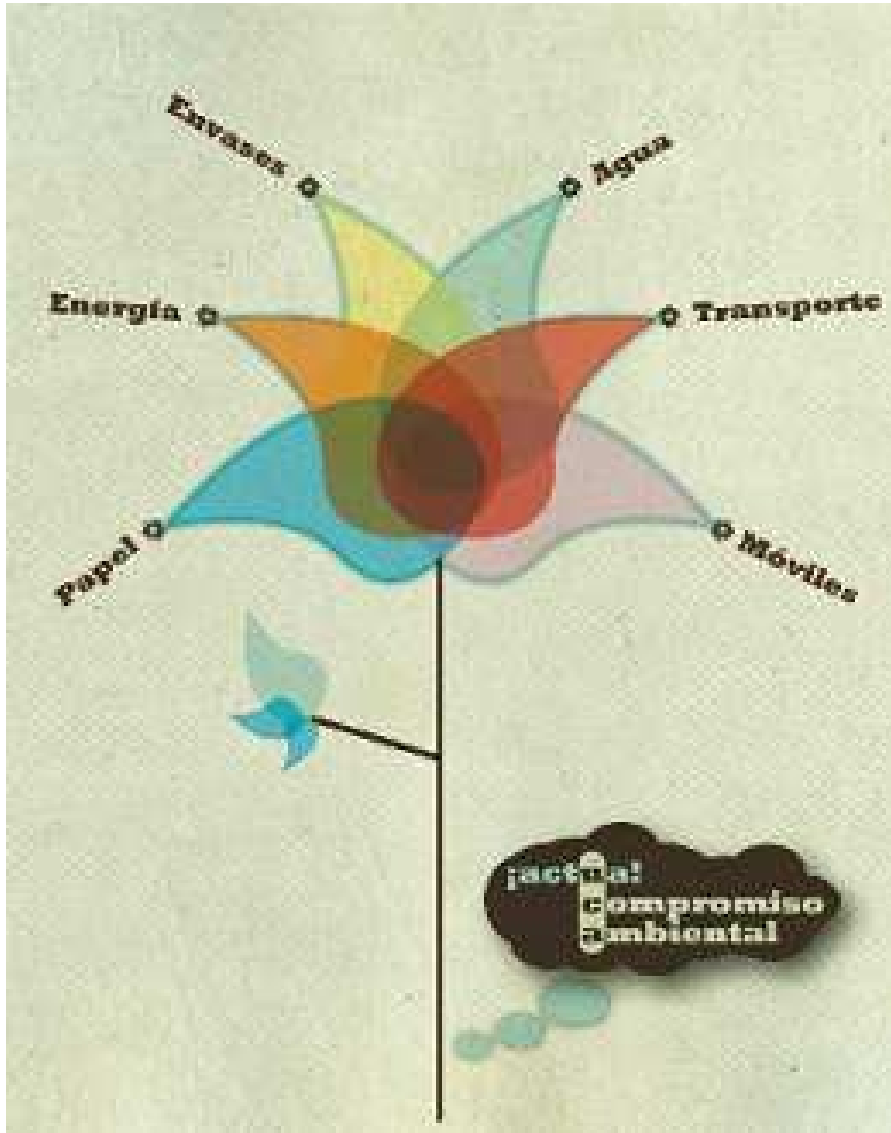 Envases
Agua
Energía
Transporte
Papel
Móviles
¡actúa!
compromiso
ambiental